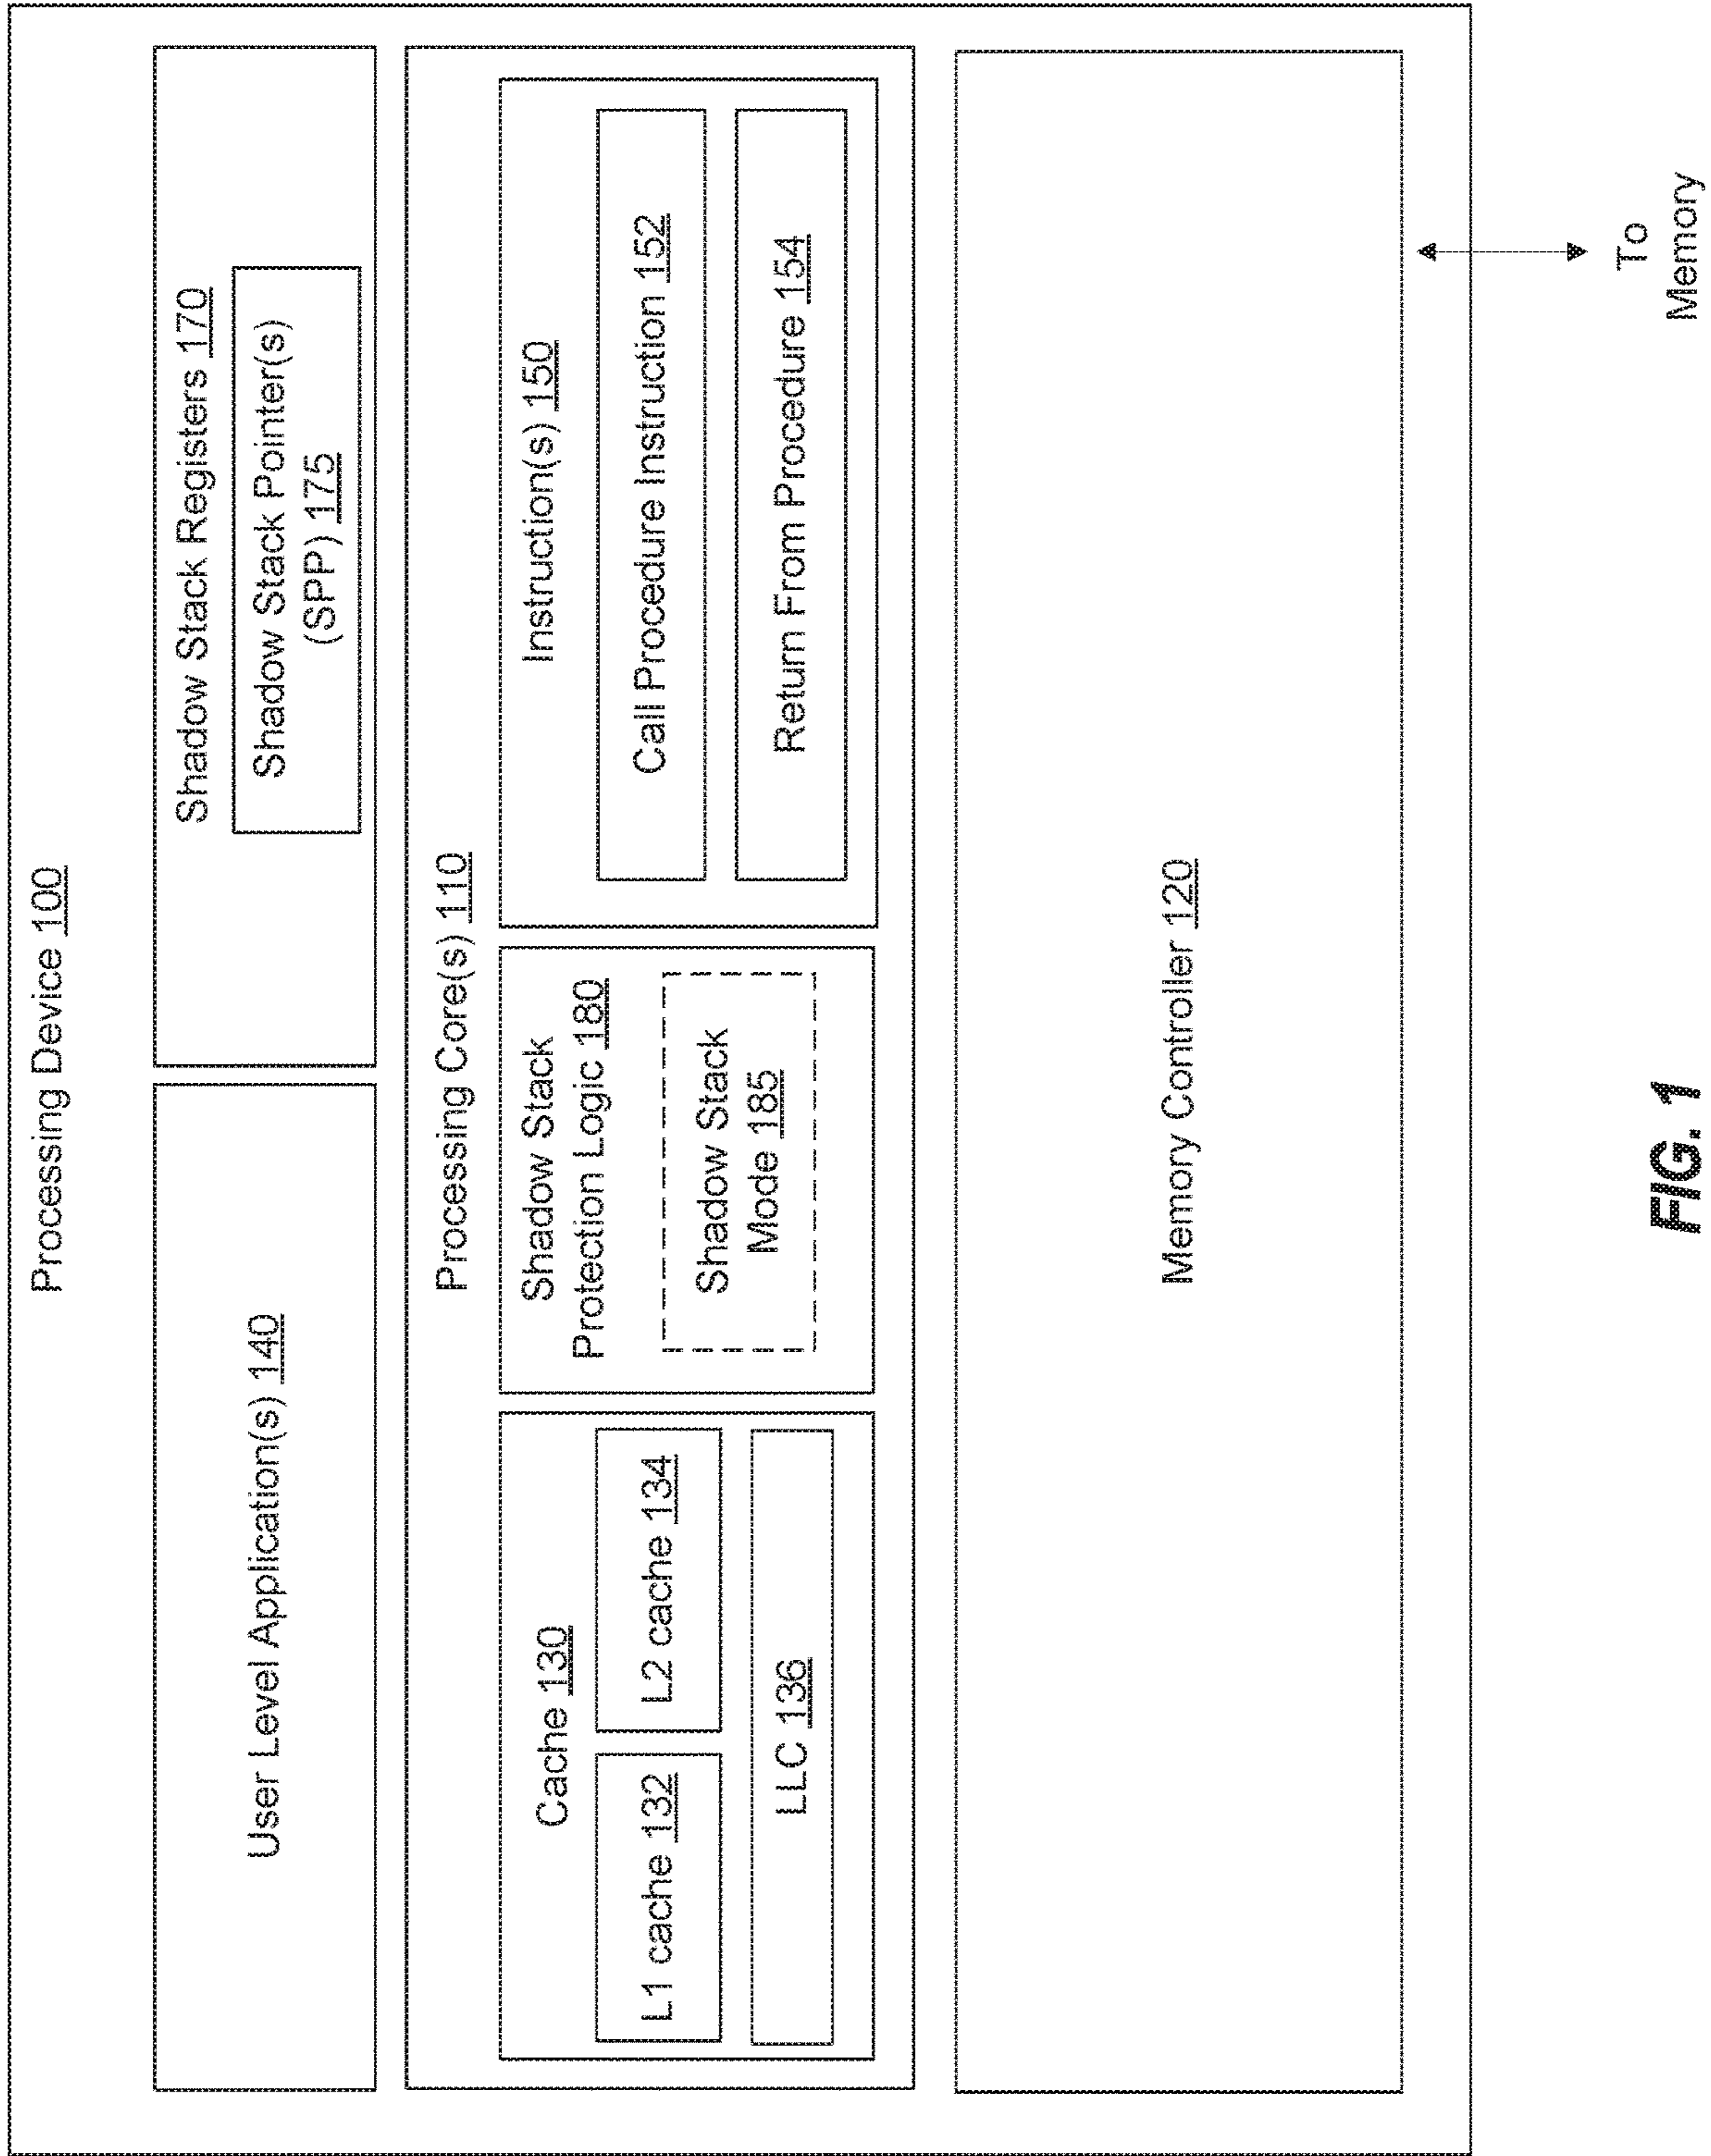 Processing Device 100
User Level Application(s) 140
Shadow Stack Registers 170
Shadow Stack Pointer(s)
(SPP) 175
Processing Core(s) 110
Cache 130
L1 cache 132
L2 cache 134
LLC 136
Shadow Stack
Protection Logic 180
Shadow Stack
Mode 185
Instruction(s) 150
Call Procedure Instruction 152
Return From Procedure 154
Memory Controller 120
To
Memory
FIG. 1